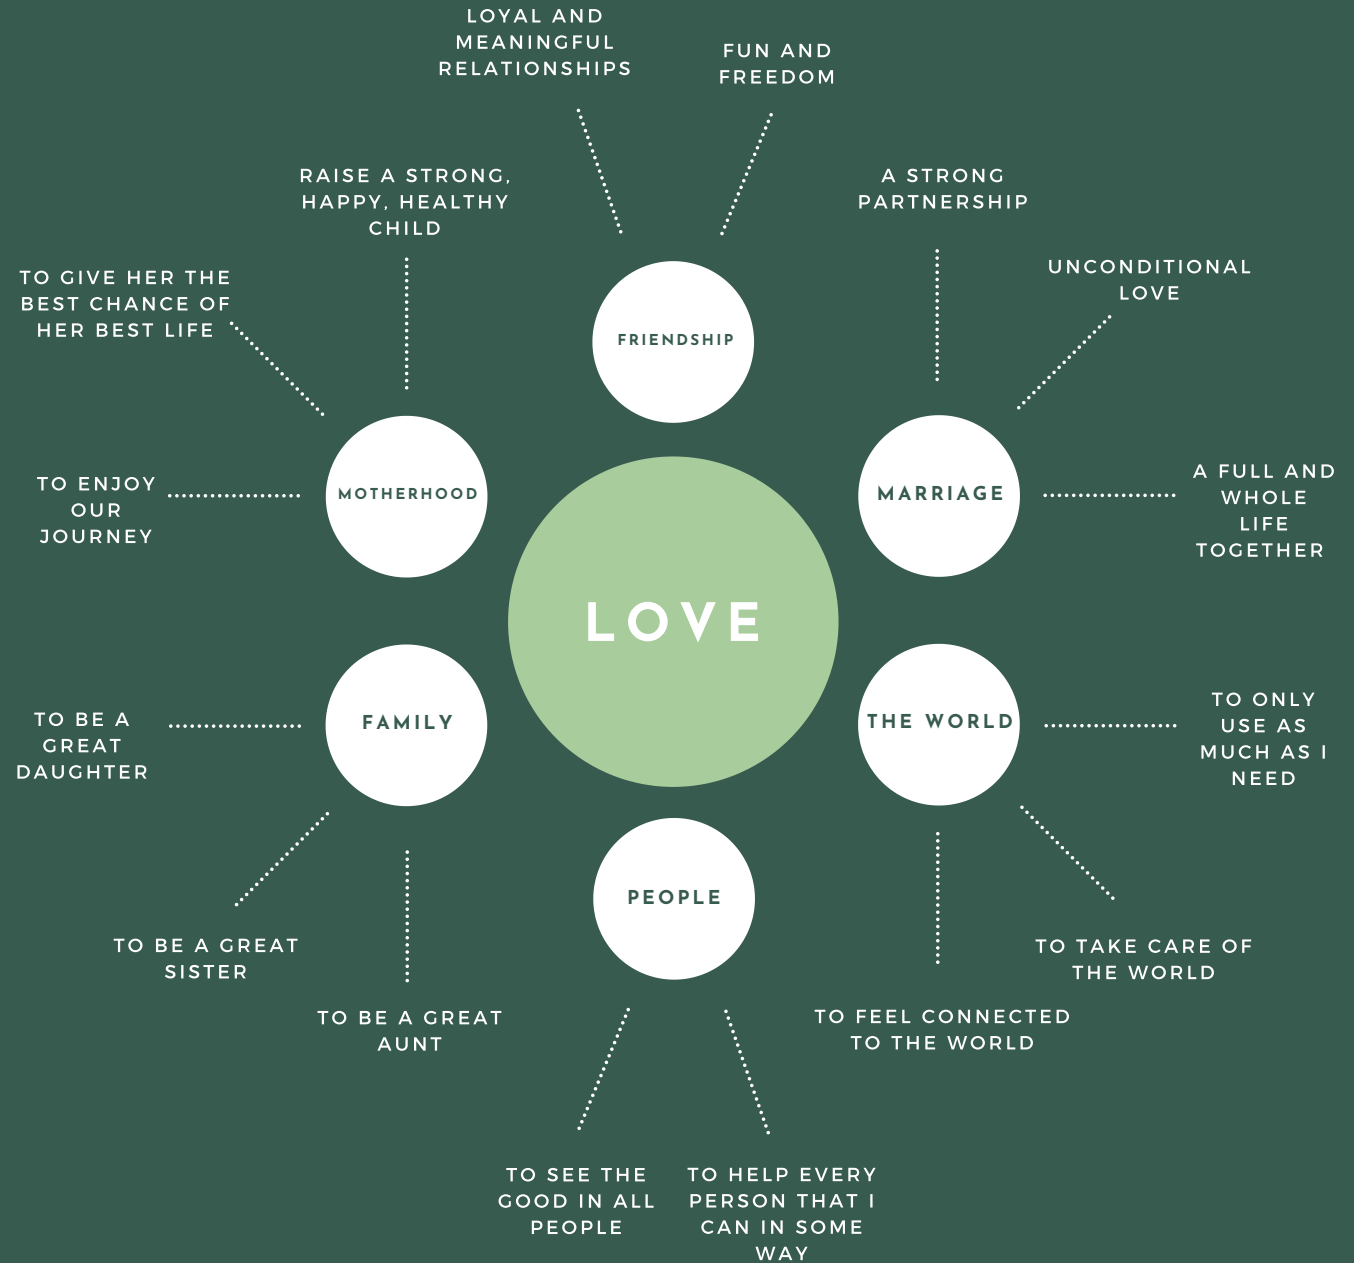 LOYAL AND
MEANINGFUL
RELATIONSHIPS
FUN AND
FREEDOM
RAISE A STRONG,
HAPPY, HEALTHY
CHILD
A STRONG
PARTNERSHIP
TO GIVE HER THE
BEST CHANCE OF
HER BEST LIFE
UNCONDITIONAL
LOVE
FRIENDSHIP
TO ENJOY
OUR
JOURNEY
MOTHERHOOD
MARRIAGE
A FULL AND
WHOLE
LIFE
TOGETHER
LOVE
TO BE A
GREAT
DAUGHTER
FAMILY
THE WORLD
TO ONLY
USE AS
MUCH AS I
NEED
PEOPLE
TO BE A GREAT
SISTER
TO TAKE CARE OF
THE WORLD
TO BE A GREAT
AUNT
TO FEEL CONNECTED
TO THE WORLD
TO SEE THE
GOOD IN ALL
PEOPLE
TO HELP EVERY
PERSON THAT I
CAN IN SOME
WAY